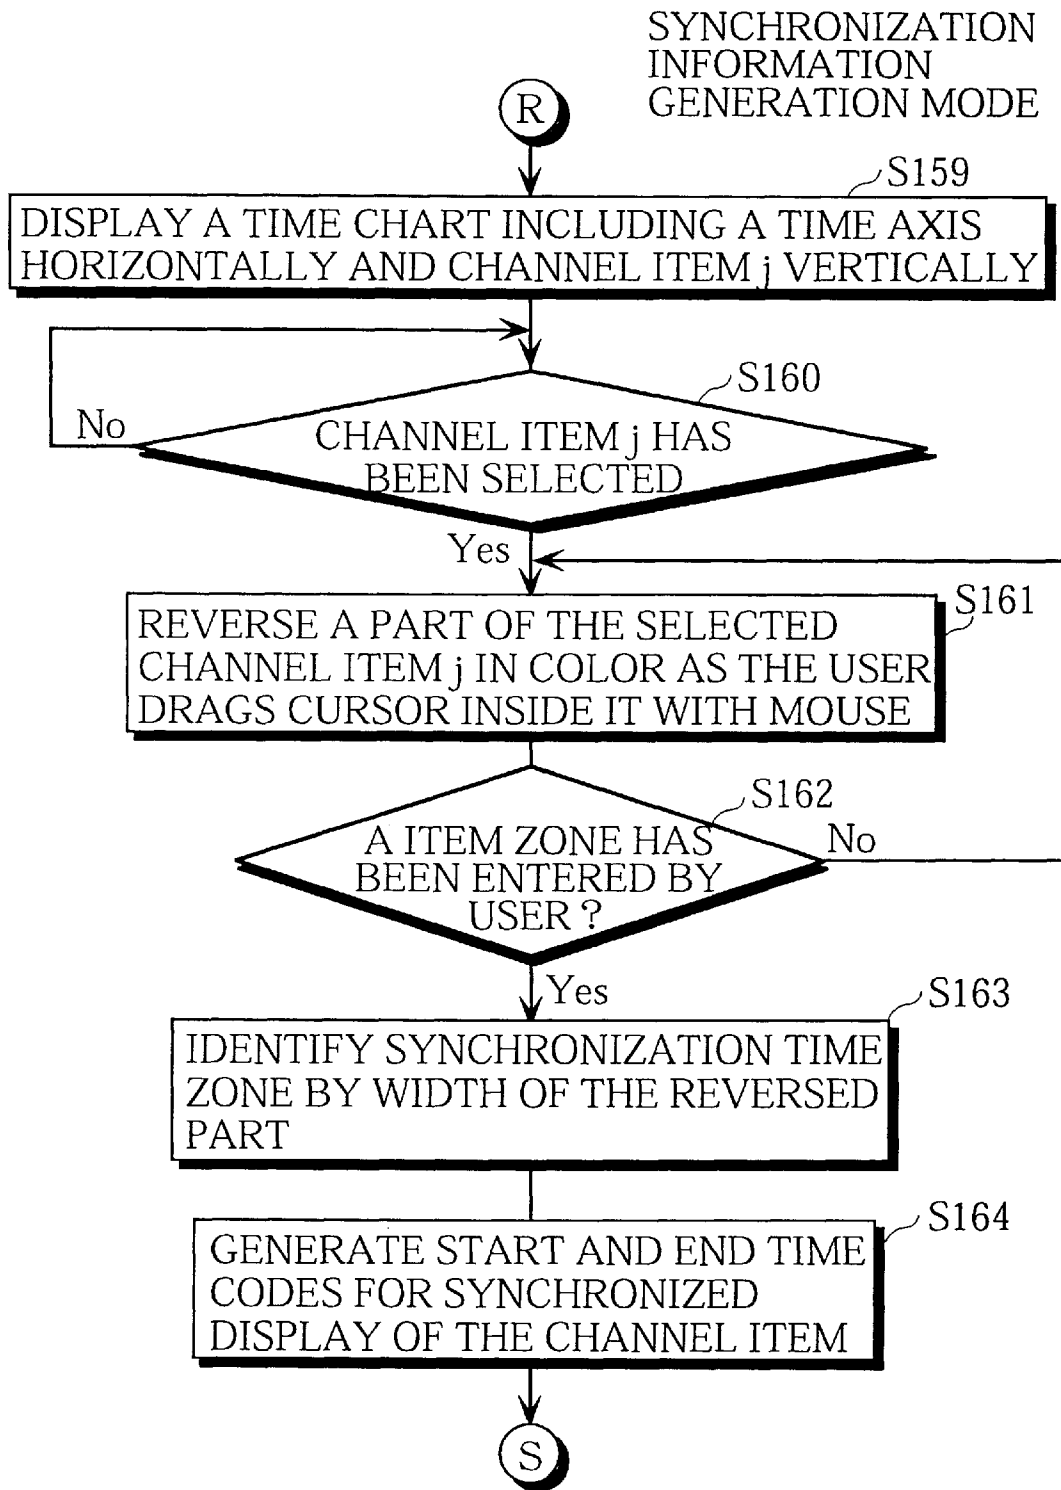 SYNCHRONIZATION
INFORMATION
GENERATION MODE
R
S159
DISPLAY A TIME CHART INCLUDING A TIME AXIS
HORIZONTALLY AND CHANNEL ITEM j VERTICALLY
S160
No
CHANNEL ITEM j HAS
BEEN SELECTED
Yes
S161
REVERSE A PART OF THE SELECTED
CHANNEL ITEM j IN COLOR AS THE USER
DRAGS CURSOR INSIDE IT WITH MOUSE
S162
A ITEM ZONE HAS
BEEN ENTERED BY
USER ?
No
Yes
S163
IDENTIFY SYNCHRONIZATION TIME
ZONE BY WIDTH OF THE REVERSED
PART
S164
GENERATE START AND END TIME
CODES FOR SYNCHRONIZED
DISPLAY OF THE CHANNEL ITEM
S